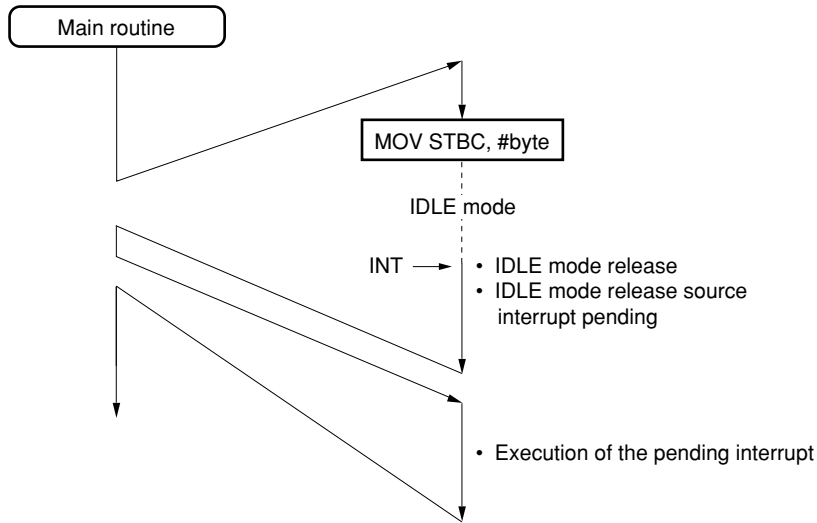 Main routine
MOV STBC, #byte
IDLE mode
INT
• IDLE mode release
• IDLE mode release source
interrupt pending
• Execution of the pending interrupt